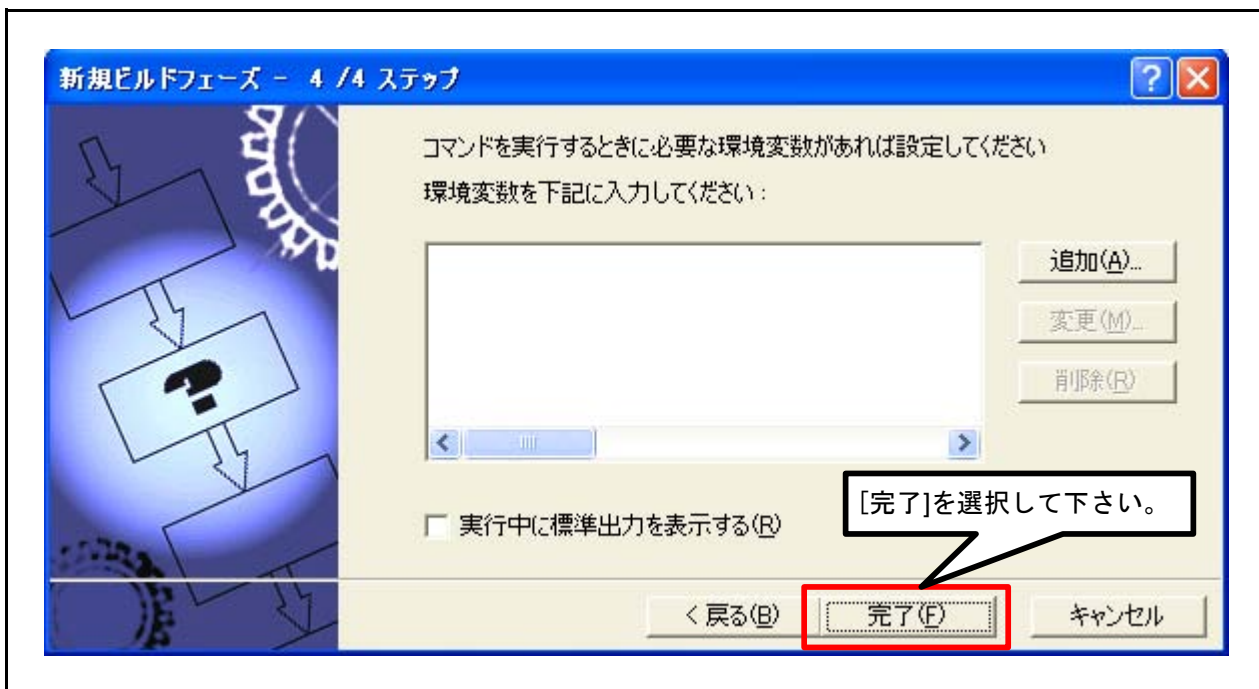 新規ビルドフェーズ - 4 /4 ステップ
コマンドを実行するときに必要な環境変数があれば設定してください
環境変数を下記に入力してください :
追加(A)...
変更(M)...
削除(R)
[完了]を選択して下さい。
実行中に標準出力を表示する(R)
< 戻る(B)
完了(F)
キャンセル